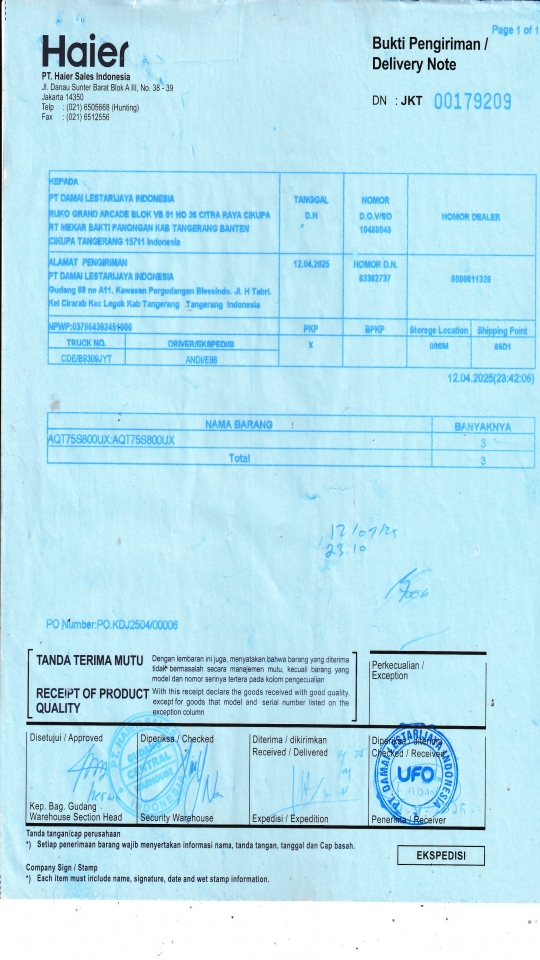 Page 1 of 1
Haier
PT. Haier Sales Indonesia
Jl. Danau Sunter Barat Blok A III, No. 38 - 39
Jakarta 14350
Telp : (021) 6505668 (Hunting)
Fax : (021) 6512556
Bukti Pengiriman /
Delivery Note
DN : JKT 00179209
KEPADA
PT DAMAI LESTARIJAYA INDONESIA
RUKO GRAND ARCADE BLOK VB 01 NO 36 CITRA RAYA CIKUPA
RT MEKAR BAKTI PANONGAN KAB TANGERANG BANTEN
CIKUPA TANGERANG 15711 Indonesia
TANGGAL
D.N
NOMOR
D.O.V/SO
NOMOR DEALER
ALAMAT PENGIRIMAN
PT DAMAI LESTARIJAYA INDONESIA
Gudang 88 no A11. Kawasan Pergudangan Blessindo. Jl. H Tabri.
Kel Cirarab Kec Legok Kab Tangerang Tangerang Indonesia
12.04.2025
NOMOR D.N.
83382737
NPWP:
PKP
BPKP
Storege Location
Shipping Point
TRUCK NO.
DRIVER/EKSPEDISI
X
CDE/B9309JYT
12.04.2025(23:42:06)
NAMA BARANG
BANYAKNYA
AQT75S800UX:AQT75S800UX
3
Total
3
23.10
PO Number:PO.KDJ2504/00006
TANDA TERIMA MUTU
Dengan lembaran ini juga, menyatakan bahwa barang yang diterima
tidak bermasalah secara manajemen mutu, kecuali barang yang
model dan nomor serinya tertera pada kolom pengecualian
RECEIPT OF PRODUCT
QUALITY
With this receipt declare the goods received with good quality,
except for goods that model and serial number listed on the
exception column
Perkecualian /
Exception
Disetujui / Approved
Diperiksa / Checked
Diterima / dikirimkan
Received / Delivered
Diperiksa / diterima
Checked / Received
PT DAMAI LESTARIJAYA INDONESIA
UFO
Kep. Bag. Gudang
Warehouse Section Head
Security Warehouse
Expedisi / Expedition
Penerima / Receiver
Tanda tangan/cap perusahaan
*) Setiap penerimaan barang wajib menyertakan informasi nama, tanda tangan, tanggal dan Cap basah.
EKSPEDISI
Company Sign / Stamp
*) Each item must include name, signature, date and wet stamp information.